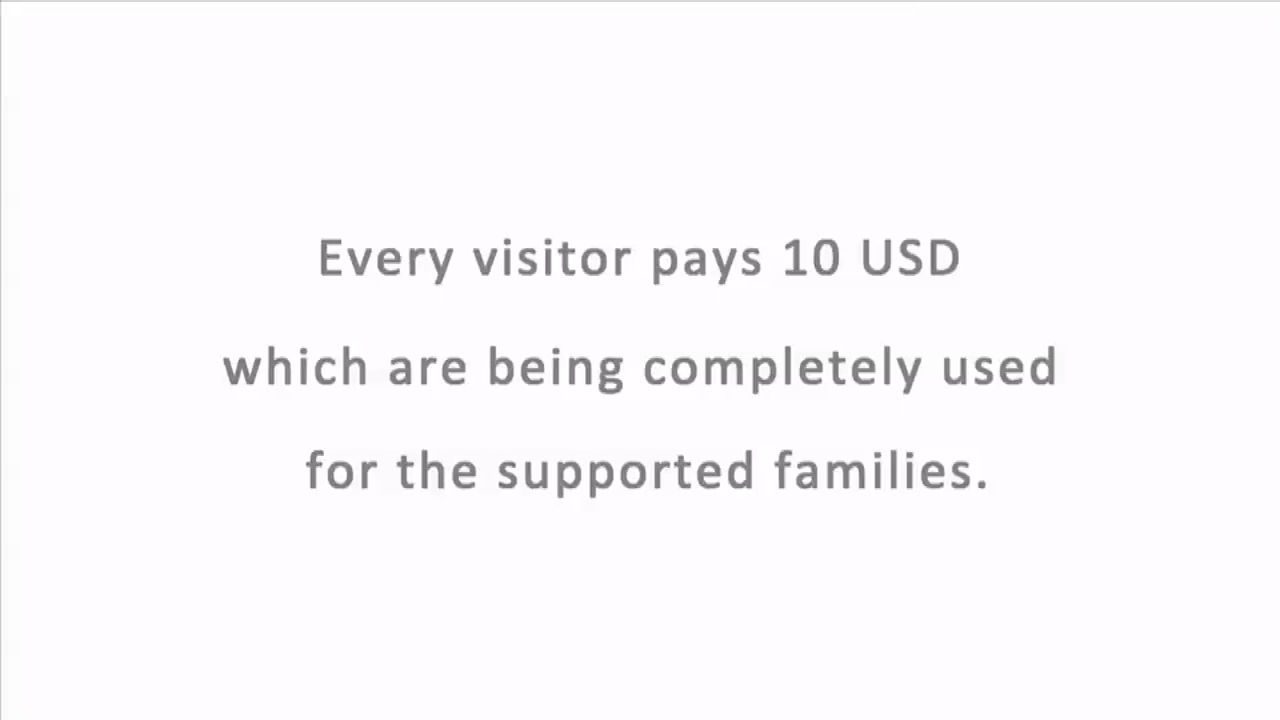 Every visitor pays 10 USD
which are being completely used
for the supported families.